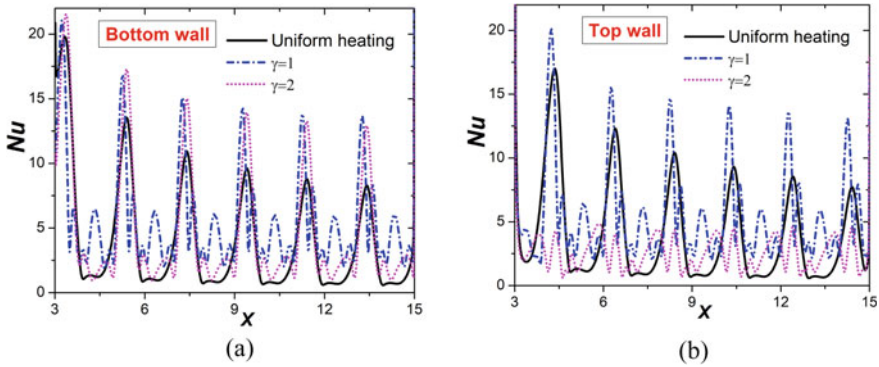 Bottom wall
Uniform heating
γ=1
γ=2
Nu
20
15
10
5
0
3
6
9
12
15
X
(a)
Top wall
Uniform heating
γ=1
γ=2
Nu
20
15
10
5
0
3
6
9
12
15
X
(b)